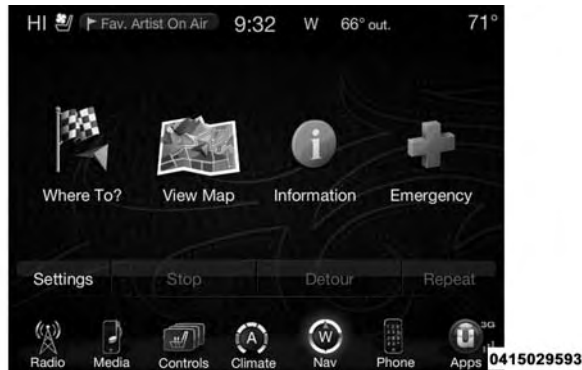 HI Fav. Artist On Air 9:32 W 66° out. 71°
Where To? View Map Information Emergency
Settings Stop Detour Repeat
A W 3G
Radio Media Controls Climate Nav Phone Apps
0415029593